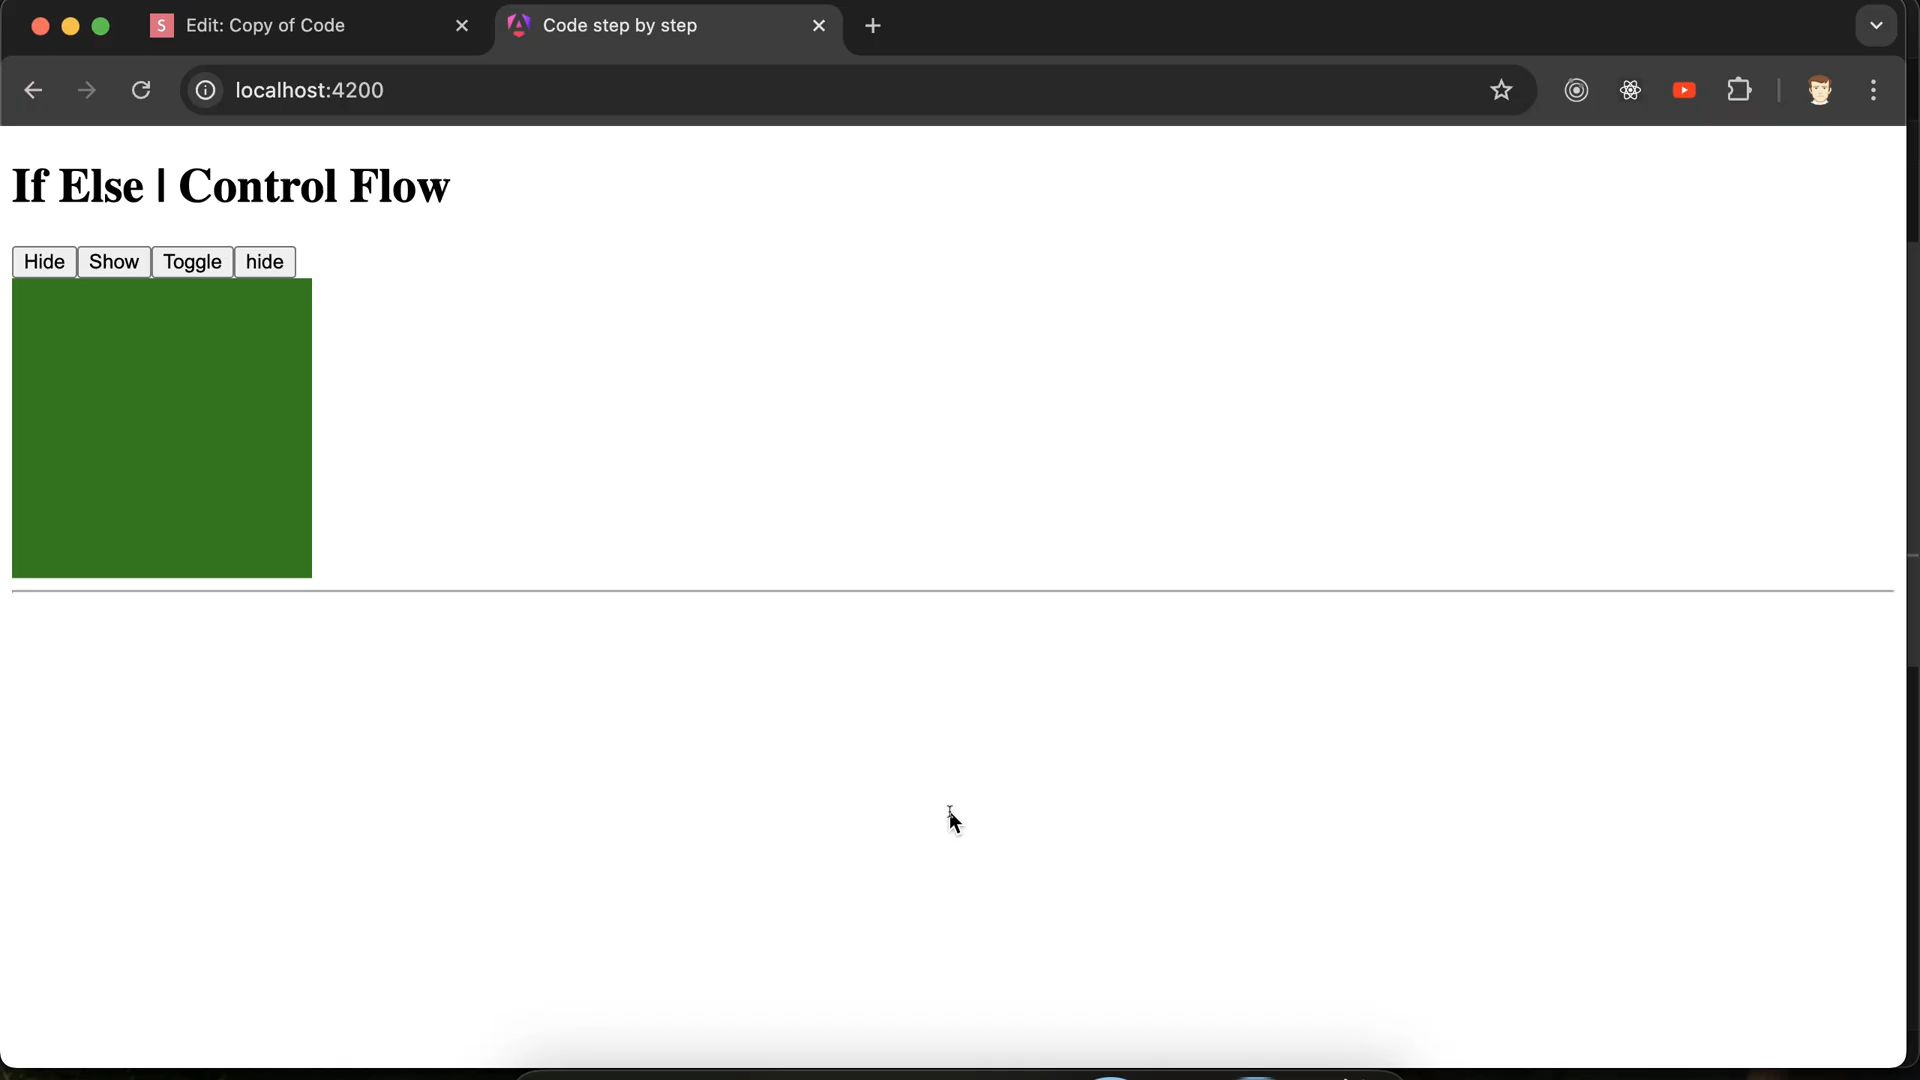 S Edit: Copy of Code
Code step by step
localhost:4200
If Else | Control Flow
Hide Show Toggle hide